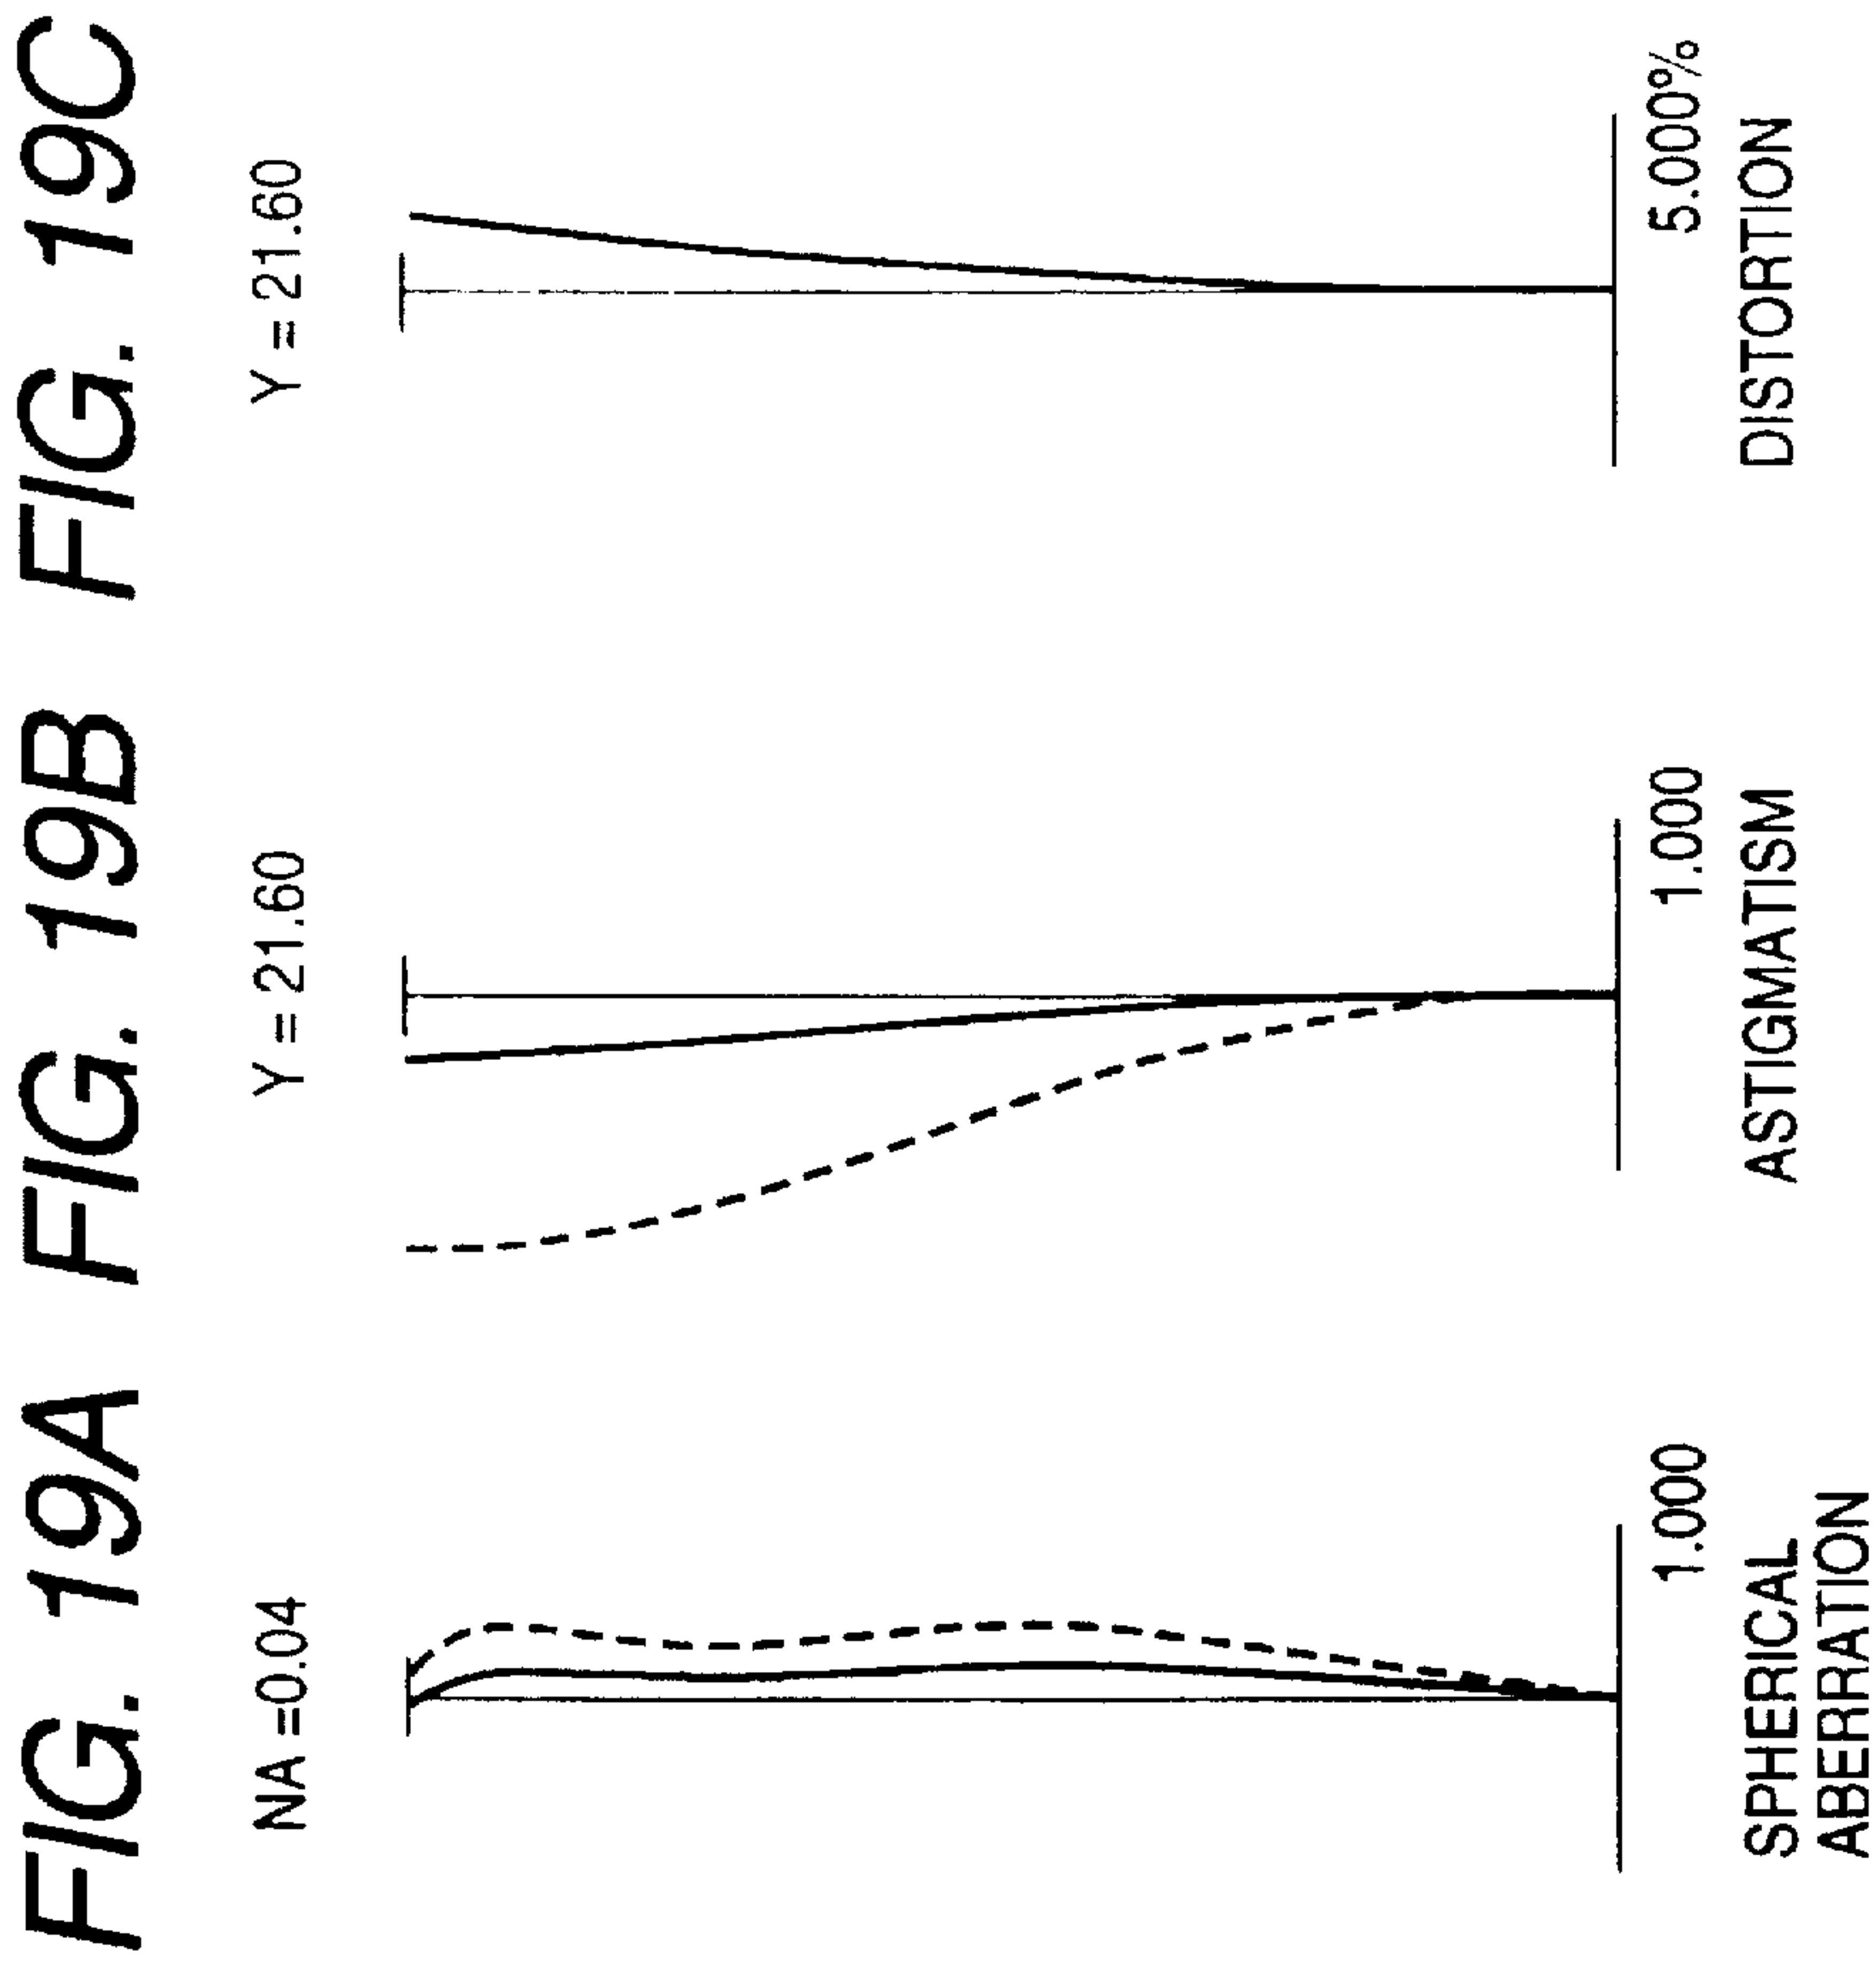 FIG. 19A
NA =0.04
1.000
SPHERICAL
ABERRATION
FIG. 19B
Y = 21.60
1.000
ASTIGMATISM
FIG. 19C
Y = 21.60
5.000%
DISTORTION